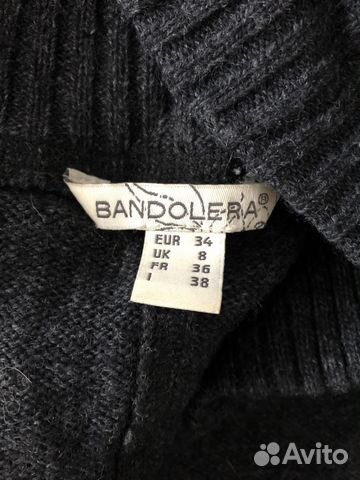 BANDOLERA®
EUR 34
UK 8
FR 36
I 38
Avito